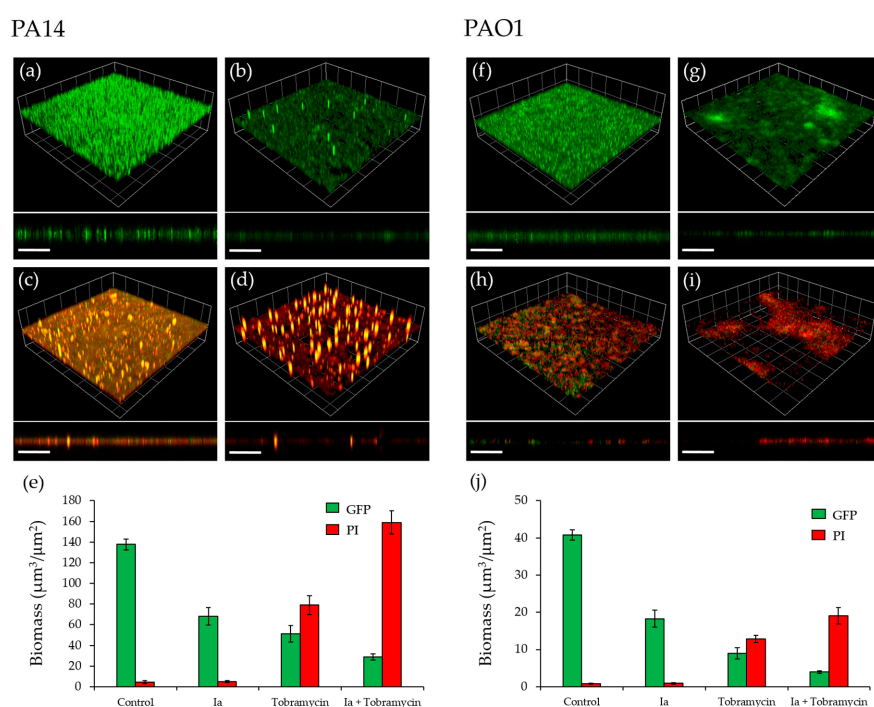 PA14
PAO1
(a)
(b)
(f)
(g)
(c)
(d)
(h)
(i)
(e)
(j)
180
160
140
120
100
80
60
40
20
0
Biomass (µm³/µm²)
GFP
PI
Control
Ia
Tobramycin
Ia + Tobramycin
50
40
30
20
10
0
Biomass (µm³/µm²)
GFP
PI
Control
Ia
Tobramycin
Ia + Tobramycin